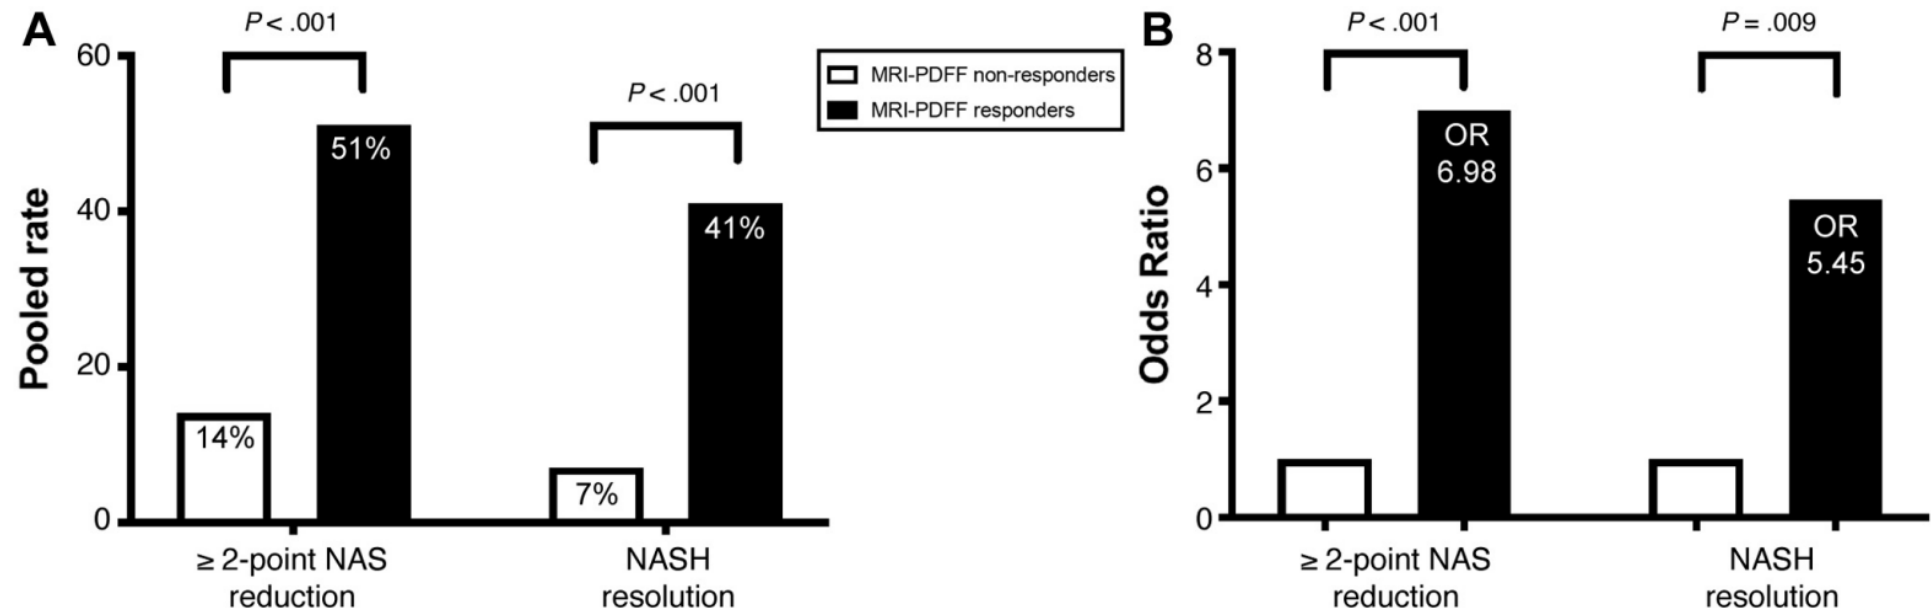 A
P < .001
60
P < .001
MRI-PDFF non-responders
MRI-PDFF responders
51%
40
41%
Pooled rate
20
14%
7%
0
≥ 2-point NAS
reduction
NASH
resolution
B
P < .001
P = .009
8
OR
6.98
6
OR
5.45
Odds Ratio
4
2
0
≥ 2-point NAS
reduction
NASH
resolution